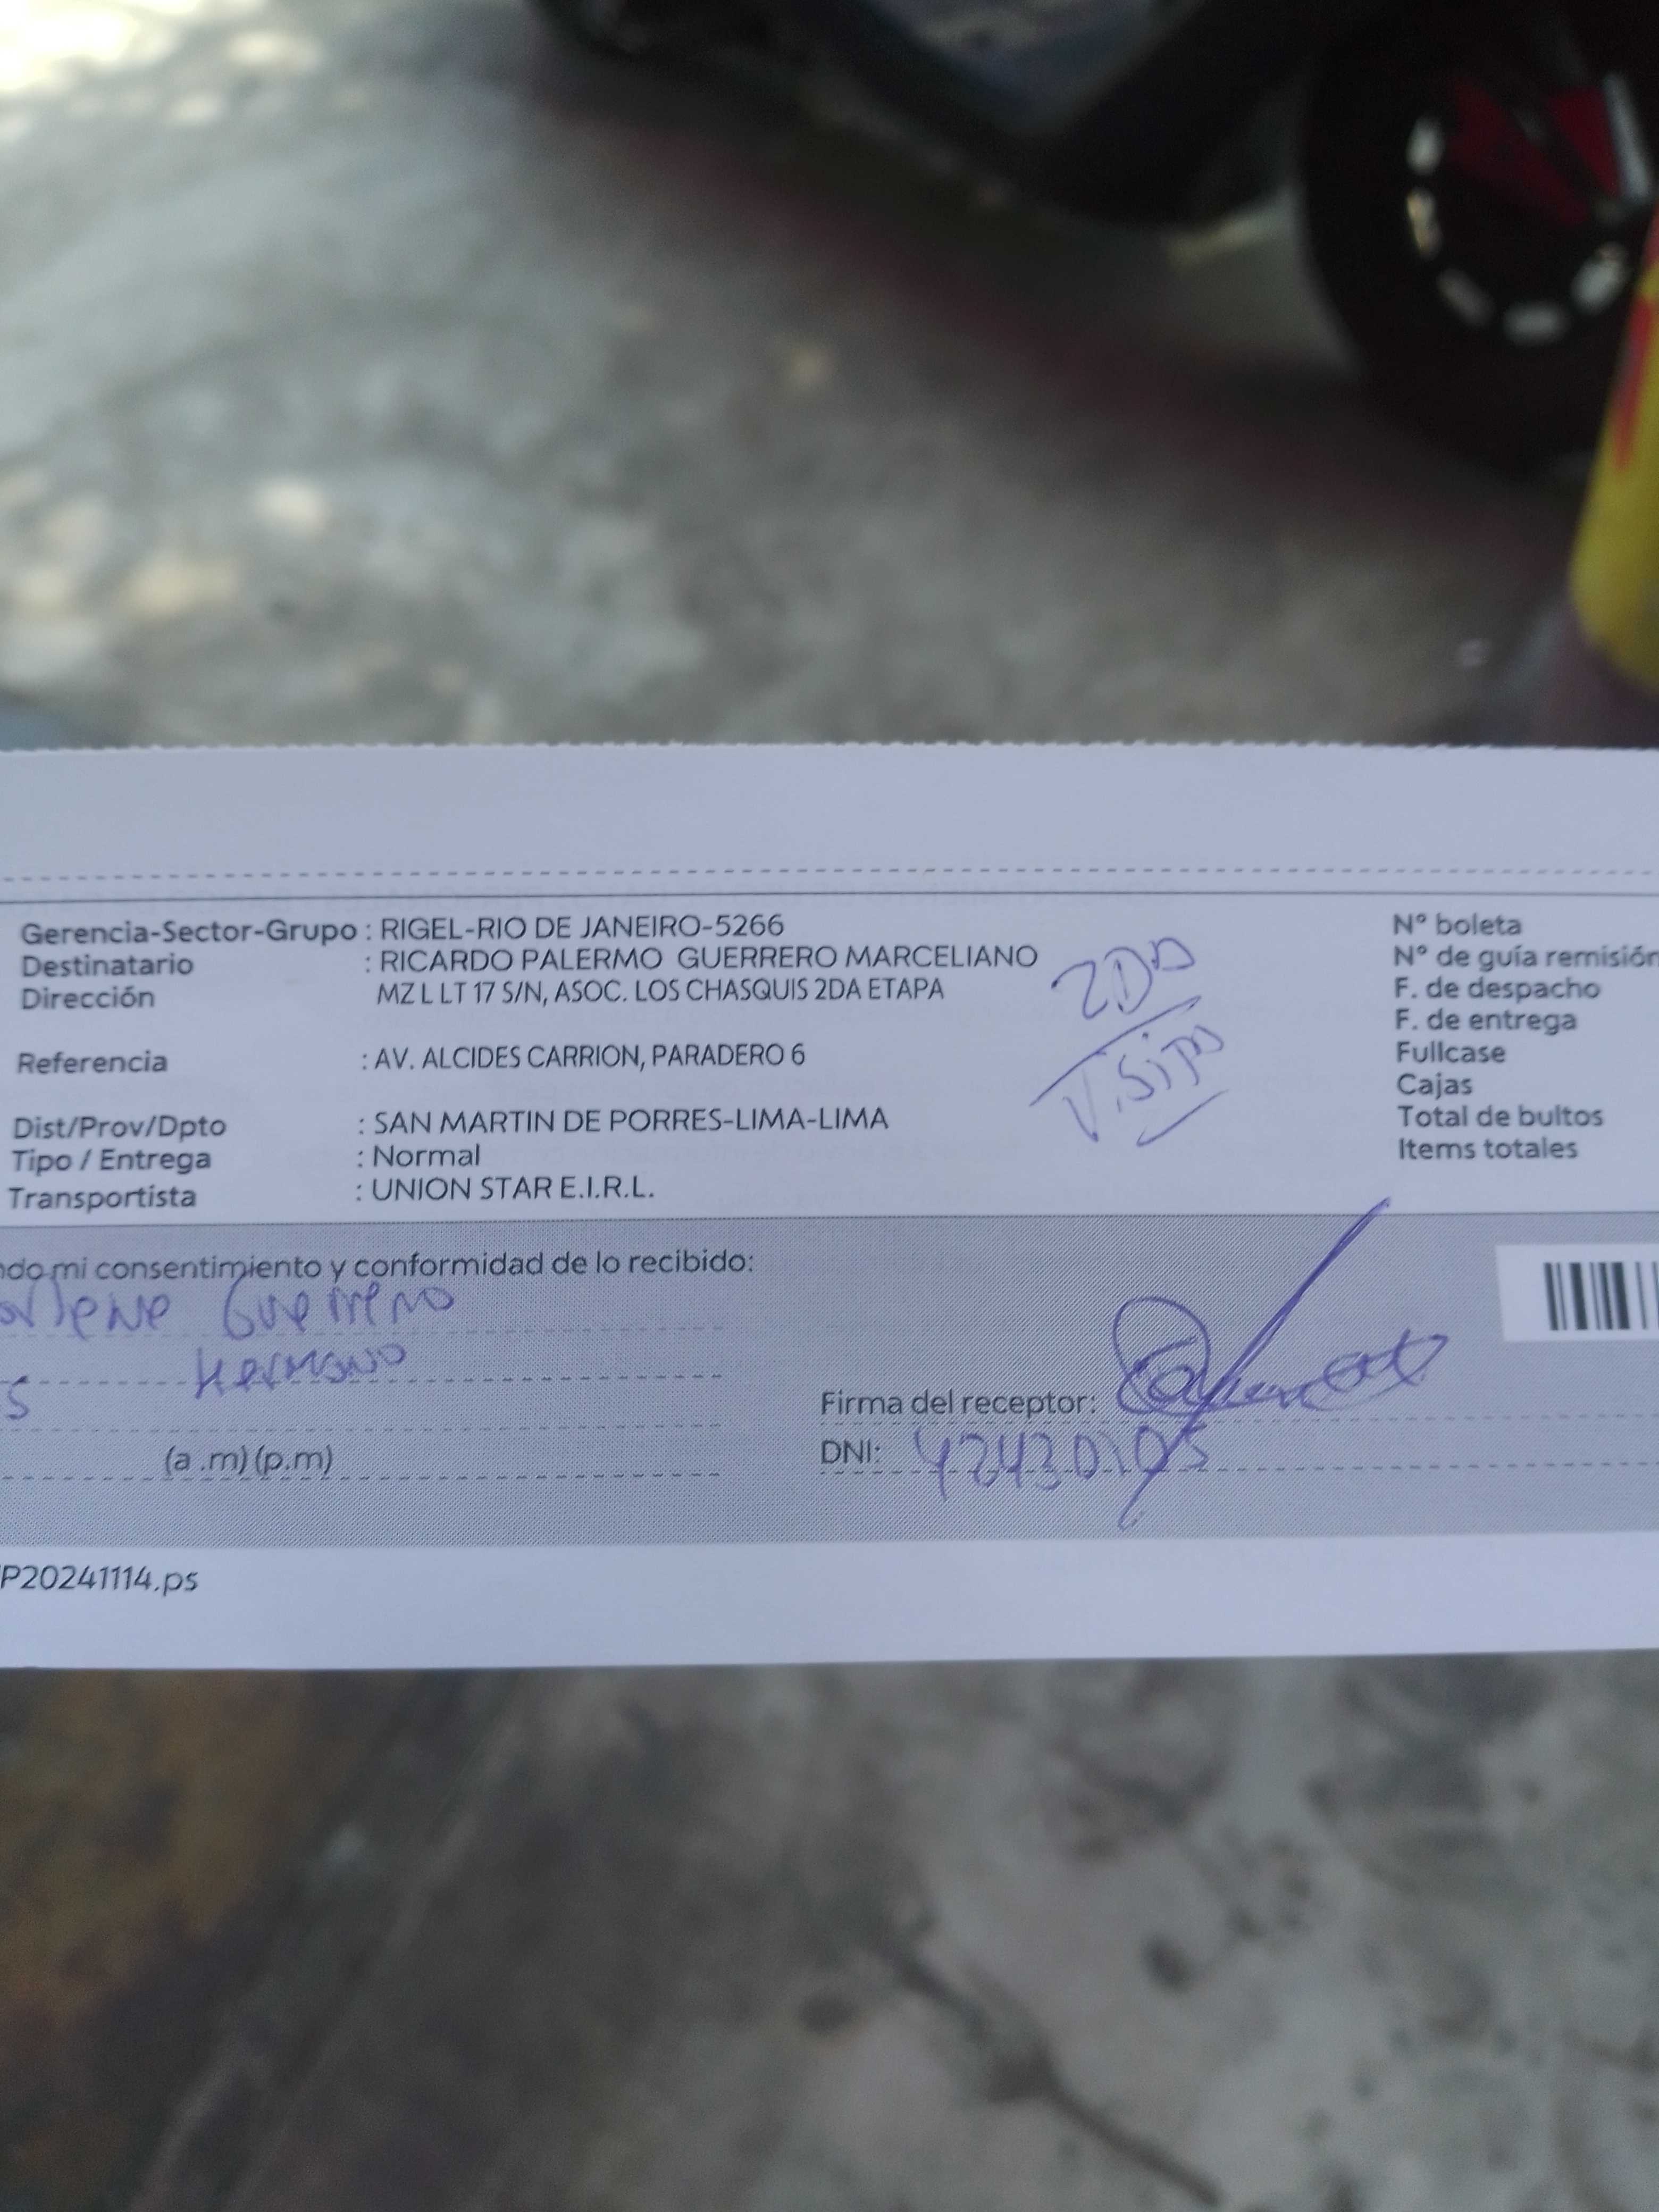 Gerencia-Sector-Grupo : RIGEL-RIO DE JANEIRO-5266
Destinatario : RICARDO PALERMO GUERRERO MARCELIANO
Dirección MZ L LT 17 S/N, ASOC. LOS CHASQUIS 2DA ETAPA
Referencia : AV. ALCIDES CARRION, PARADERO 6
Dist/Prov/Dpto : SAN MARTIN DE PORRES-LIMA-LIMA
Tipo / Entrega : Normal
Transportista : UNION STAR E.I.R.L.
2DA
Nº boleta
Nº de guía remisión
F. de despacho
F. de entrega
Fullcase
Cajas
Total de bultos
Items totales
ndo mi consentimiento y conformidad de lo recibido:
Guerrero
Hermano
(a .m) (p.m)
Firma del receptor:
DNI:
P20241114.ps